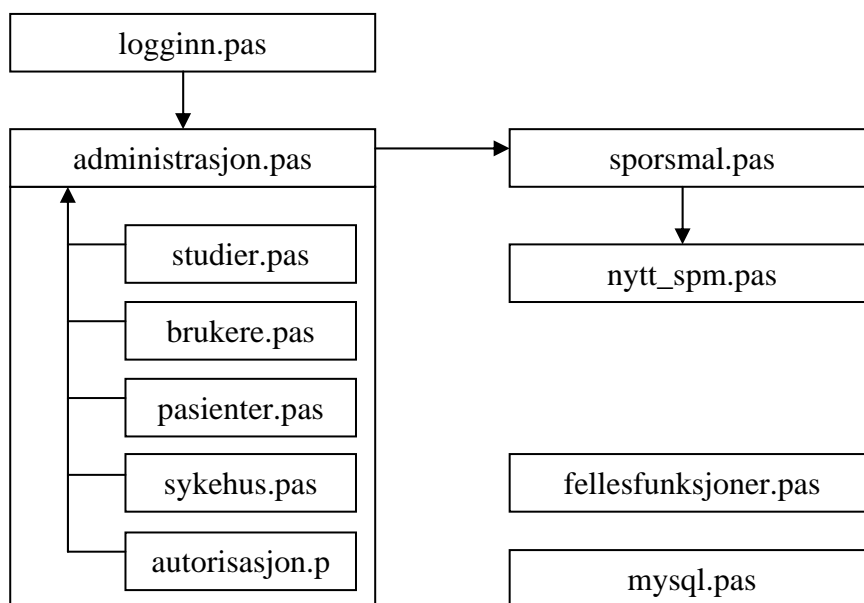 logginn.pas
administrasjon.pas
studier.pas
brukere.pas
pasienter.pas
sykehus.pas
autorisasjon.p
sporsmal.pas
nytt_spm.pas
fellesfunksjoner.pas
mysql.pas